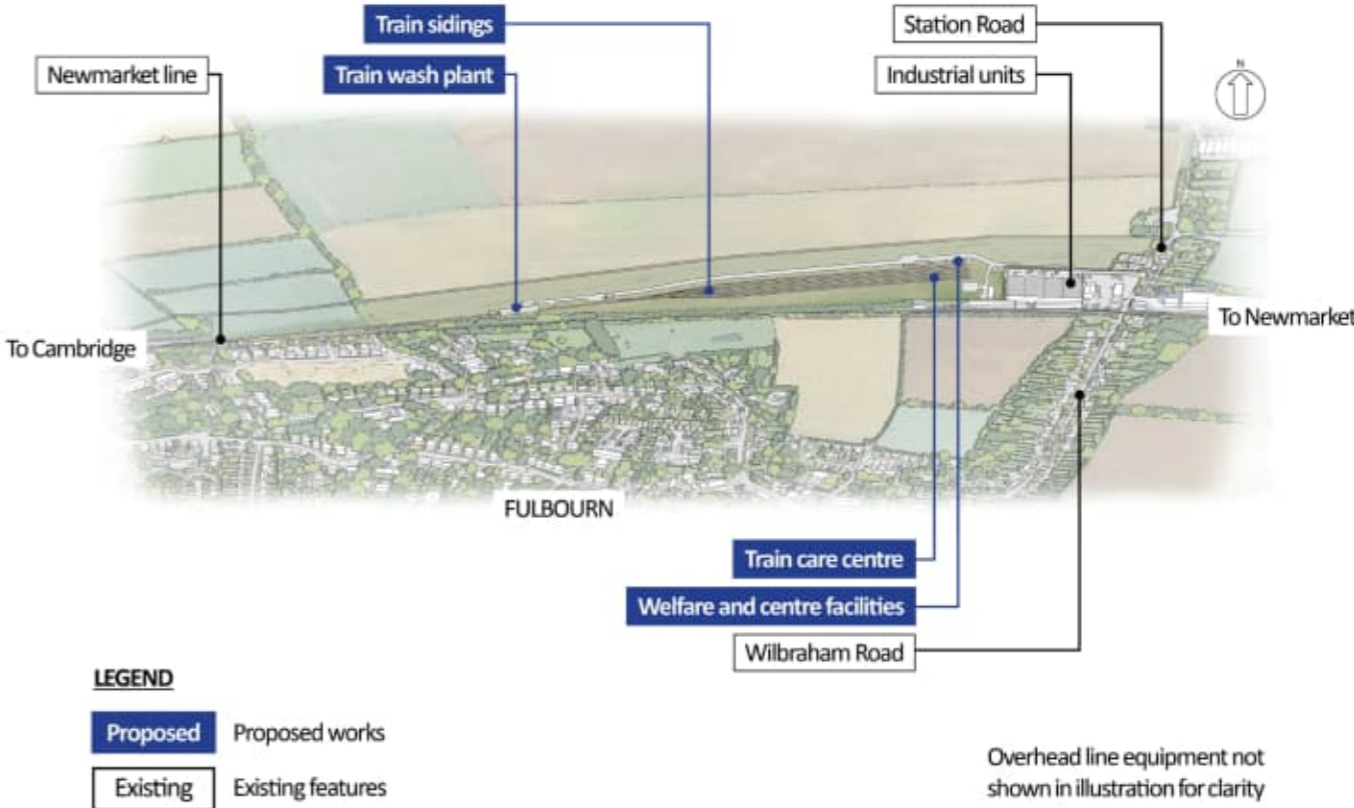 Train sidings
Station Road
Newmarket line
Train wash plant
Industrial units
N
To Newmarket
To Cambridge
FULBOURN
Train care centre
Welfare and centre facilities
Wilbraham Road
LEGEND
Proposed Proposed works
Existing Existing features
Overhead line equipment not
shown in illustration for clarity